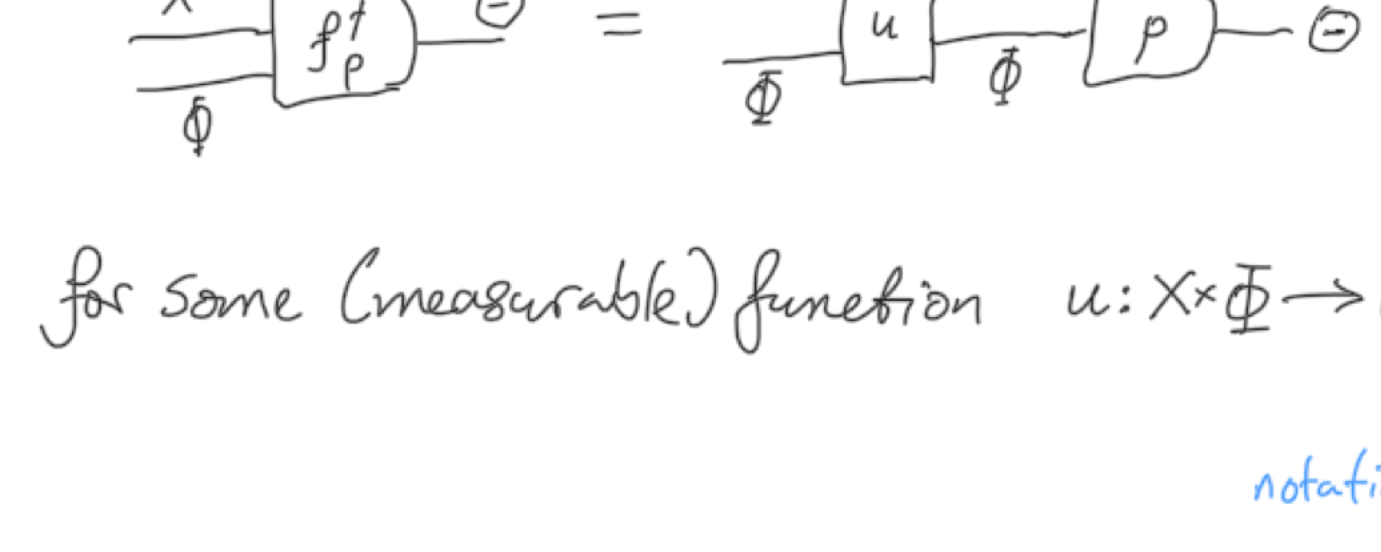 f†p Θ = u p Θ
Φ Φ Φ
for some (measurable) function u: X×Φ→
notati